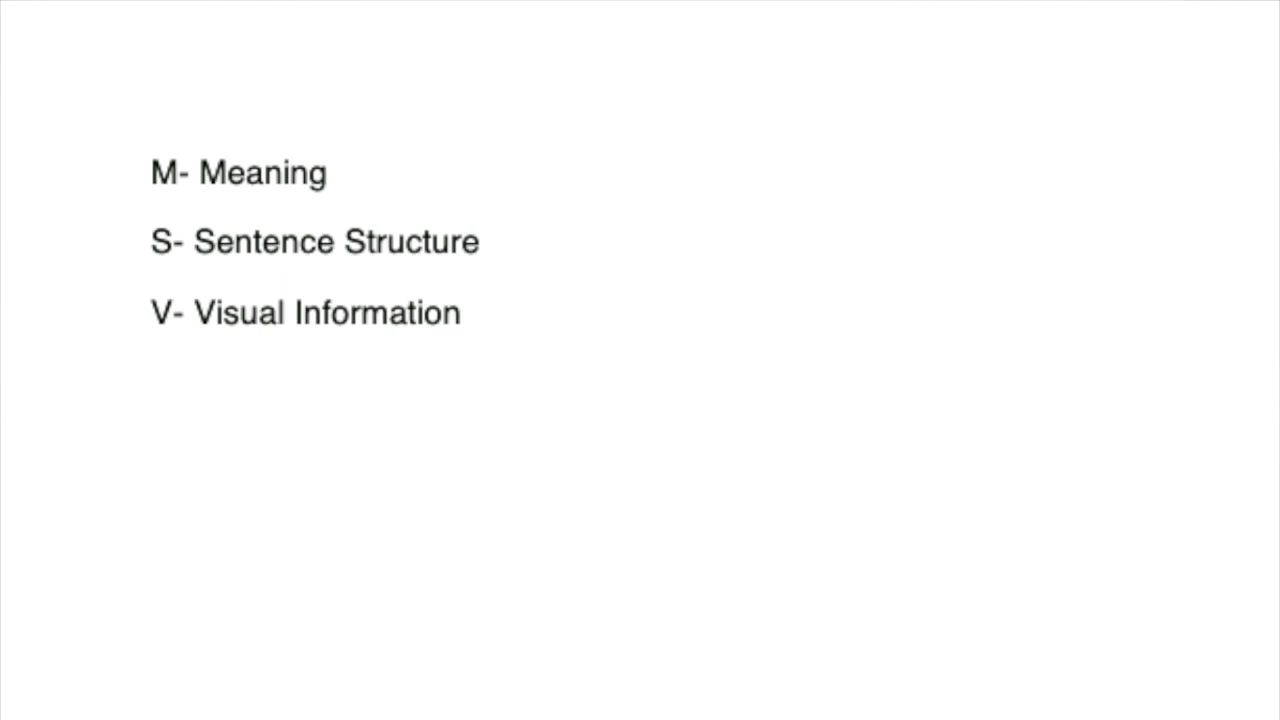 M- Meaning
S- Sentence Structure
V- Visual Information